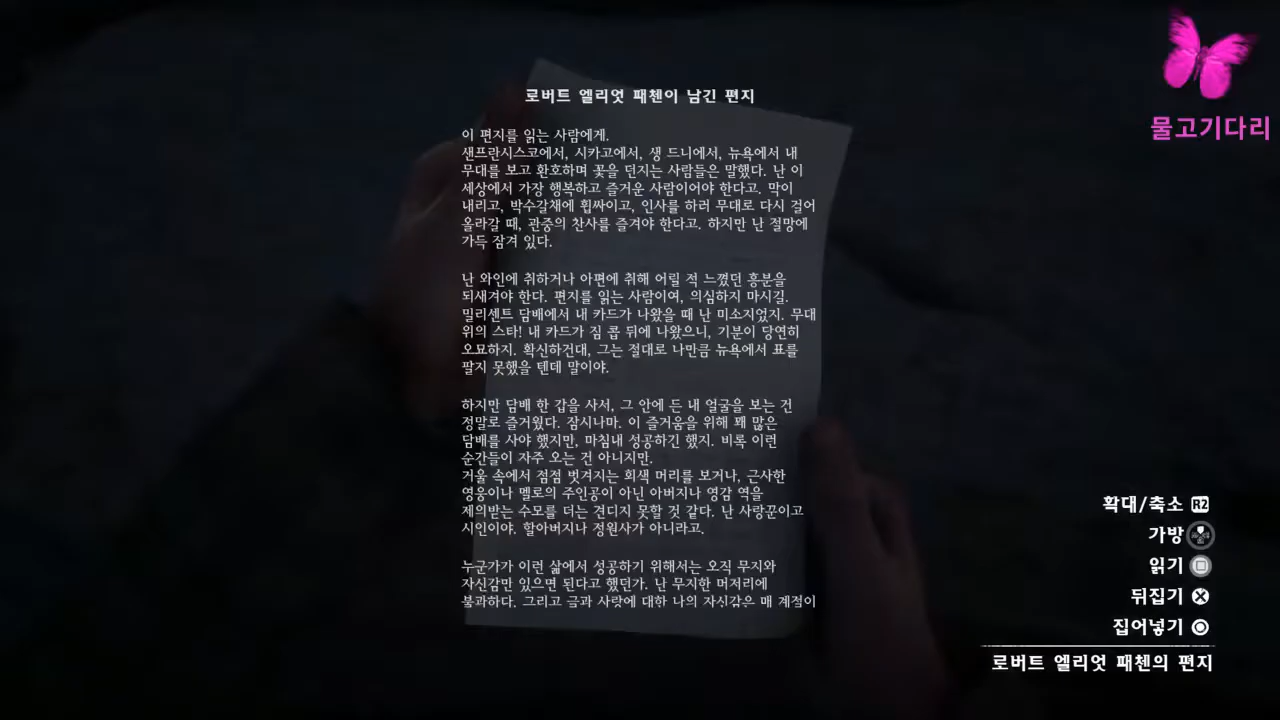 물고기다리
로버트 엘리엇 패첸이 남긴 편지
이 편지를 읽는 사람에게.
샌프란시스코에서, 시카고에서, 생 드니에서, 뉴욕에서 내
무대를 보고 환호하며 꽃을 던지는 사람들은 말했다. 난 이
세상에서 가장 행복하고 즐거운 사람이어야 한다고. 막이
내리고, 박수갈채에 휩싸이고, 인사를 하러 무대로 다시 걸어
올라갈 때, 관중의 찬사를 즐겨야 한다고. 하지만 난 절망에
가득 잠겨 있다.
난 와인에 취하거나 아편에 취해 어릴 적 느꼈던 흥분을
되새겨야 한다. 편지를 읽는 사람이여, 의심하지 마시길.
밀리센트 담배에서 내 카드가 나왔을 때 난 미소지었지. 무대
위의 스타! 내 카드가 짐 콥 뒤에 나왔으니, 기분이 당연히
오묘하지. 확신하건대, 그는 절대로 나만큼 뉴욕에서 표를
팔지 못했을 텐데 말이야.
하지만 담배 한 갑을 사서, 그 안에 든 내 얼굴을 보는 건
정말로 즐거웠다. 잠시나마. 이 즐거움을 위해 꽤 많은
담배를 사야 했지만, 마침내 성공하긴 했지. 비록 이런
순간들이 자주 오는 건 아니지만.
거울 속에서 점점 벗겨지는 회색 머리를 보거나, 근사한
영웅이나 멜로의 주인공이 아닌 아버지나 영감 역을
제의받는 수모를 더는 견디지 못할 것 같다. 난 사랑꾼이고
시인이야. 할아버지나 정원사가 아니라고.
누군가가 이런 삶에서 성공하기 위해서는 오직 무지와
자신감만 있으면 된다고 했던가. 난 무지한 머저리에
불과하다. 그리고 글과 사랑에 대한 나의 자신감은 매 계절이
확대/축소 R2
가방
읽기
뒤집기
집어넣기
로버트 엘리엇 패첸의 편지